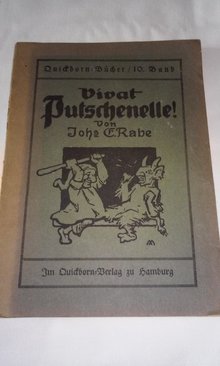 Quickborn-Bücher / 10. Band
Vivat
Putschenelle!
Von
Johs E. Rabe
Im Quickborn-Verlag zu Hamburg